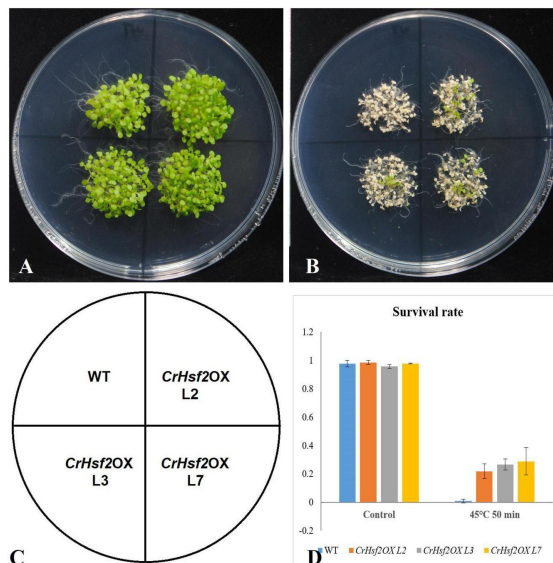 A
B
WT
CrHsf2OX
L2
CrHsf2OX
L3
CrHsf2OX
L7
C
Survival rate
1.2
1
0.8
0.6
0.4
0.2
0
-0.2
Control
45°C 50 min
WT
CrHsf2OX L2
CrHsf2OX L3
CrHsf2OX L7
D